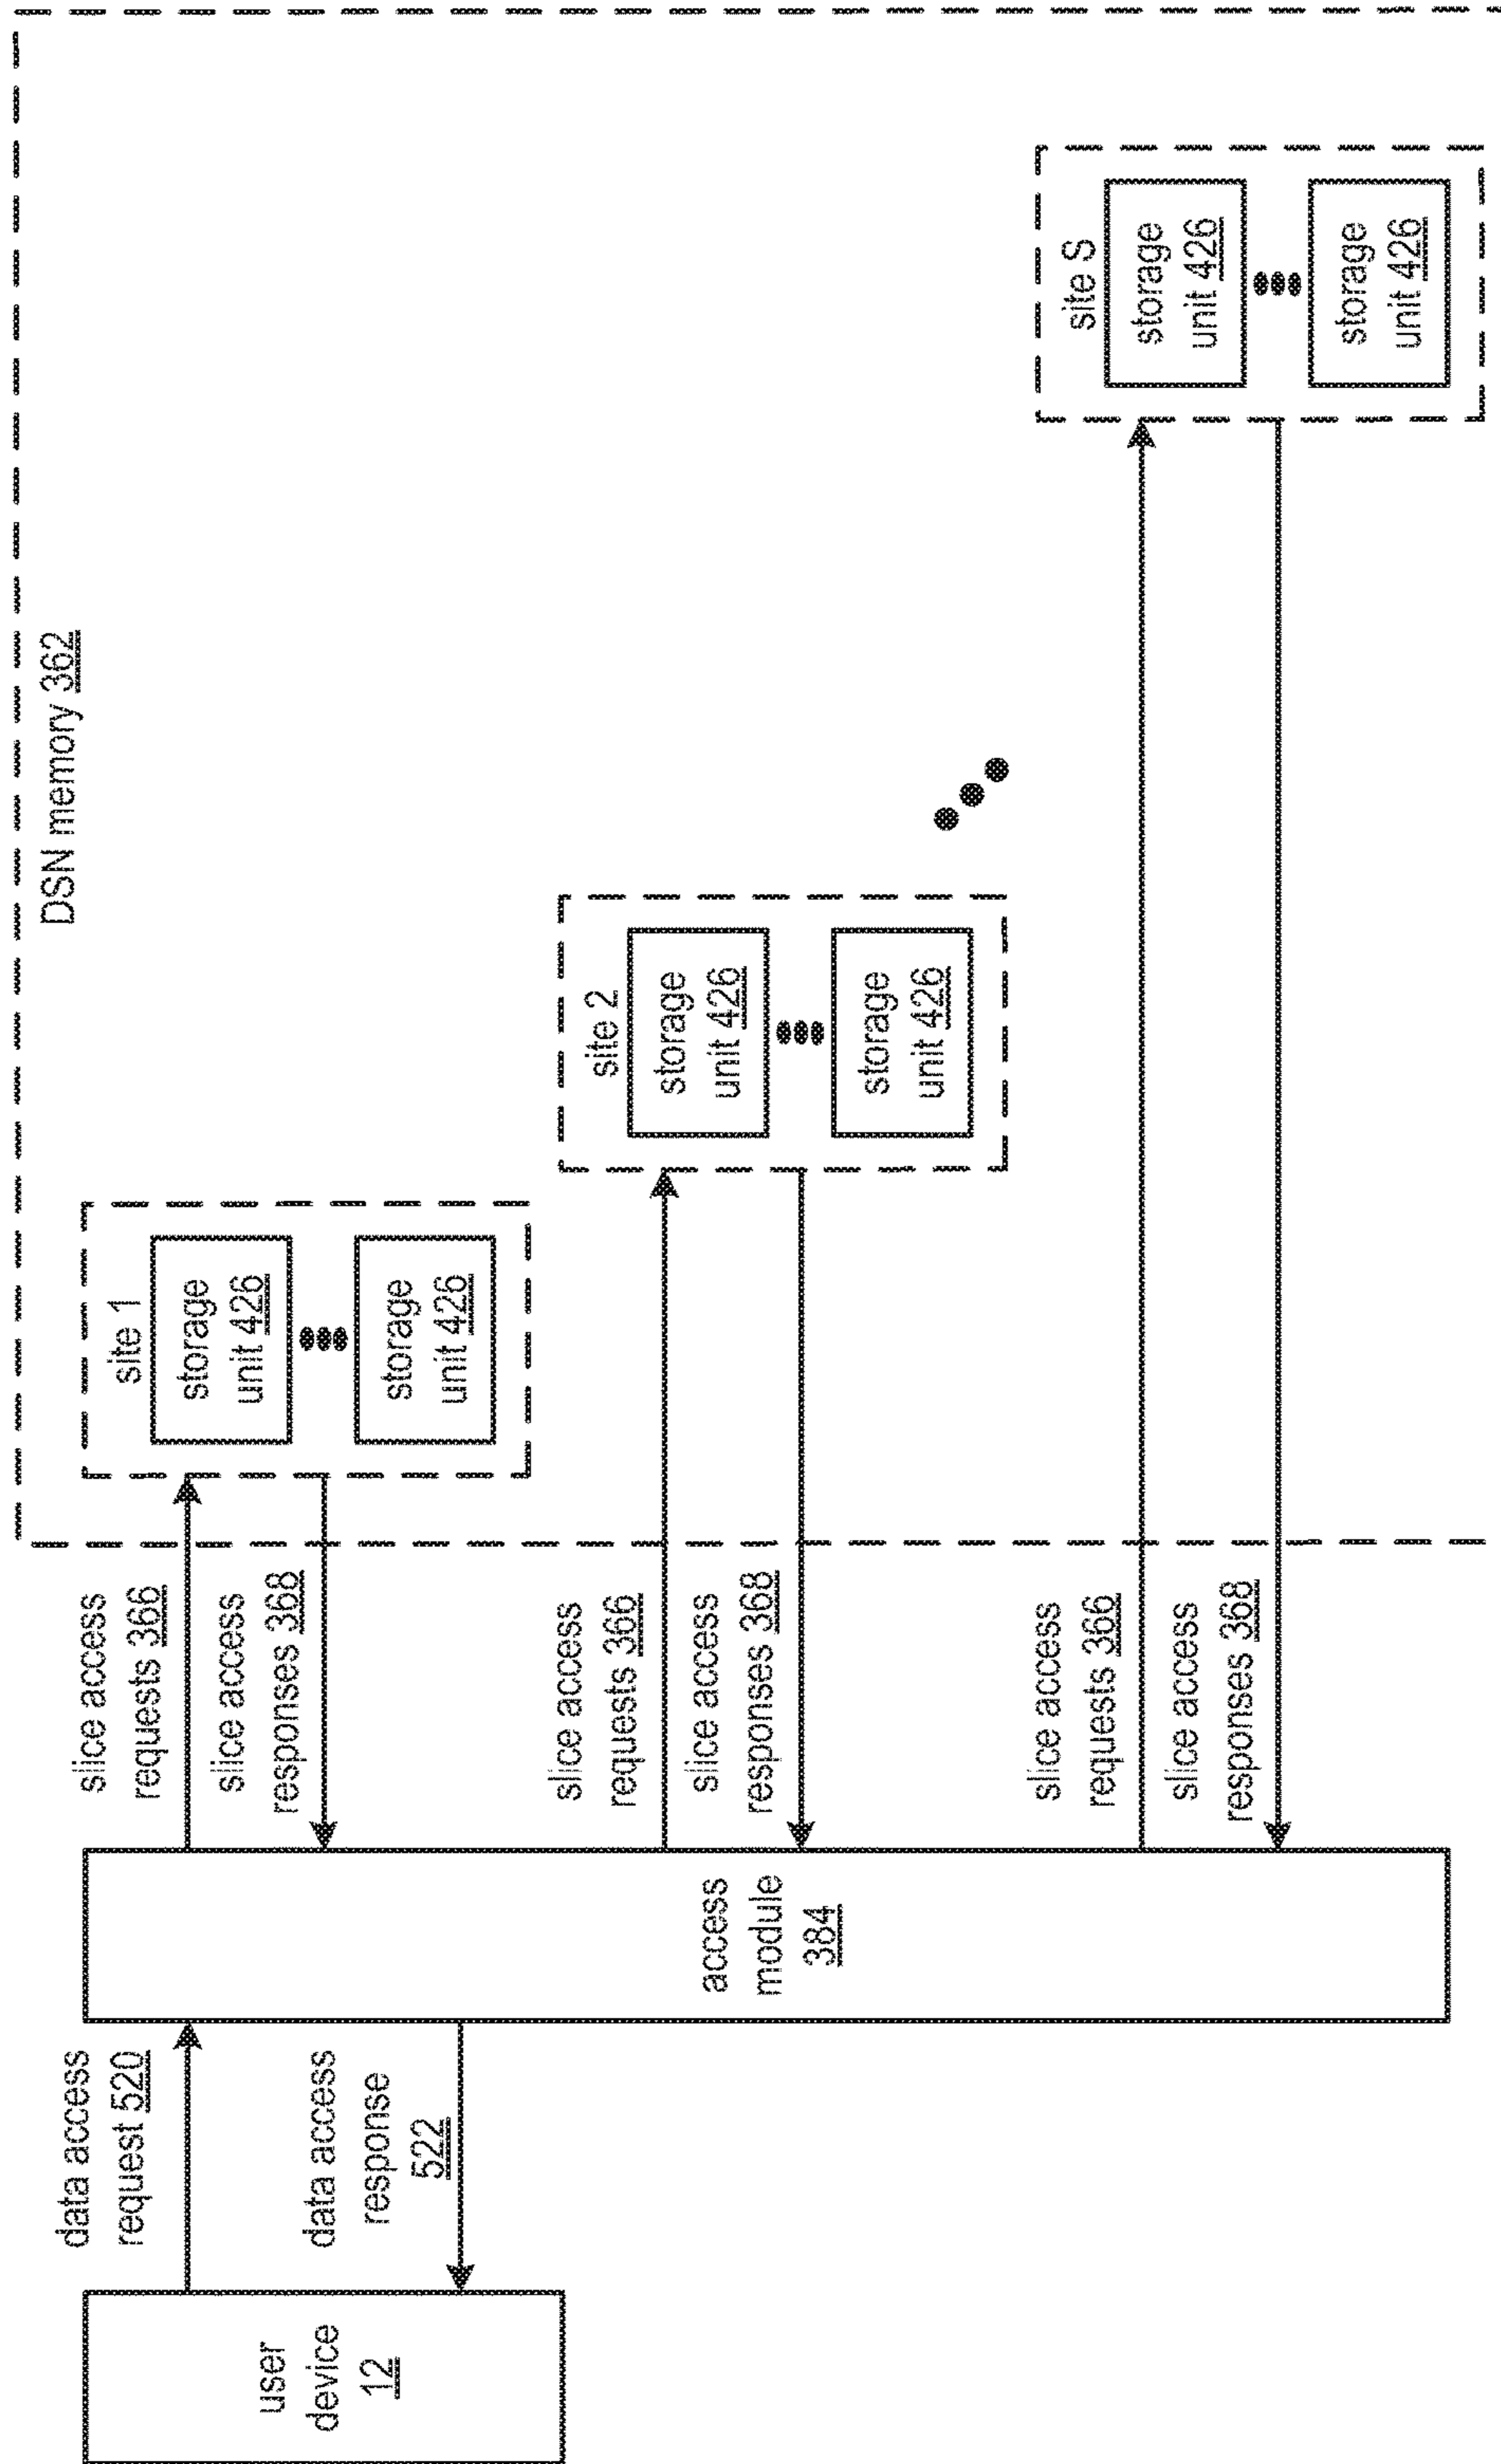 DSN memory 362
site 1
storage
unit 426
storage
unit 426
site 2
storage
unit 426
storage
unit 426
site S
storage
unit 426
storage
unit 426
slice access
requests 366
slice access
responses 368
slice access
requests 366
slice access
responses 368
slice access
requests 366
slice access
responses 368
access
module
384
data access
request 520
data access
response
522
user
device
12